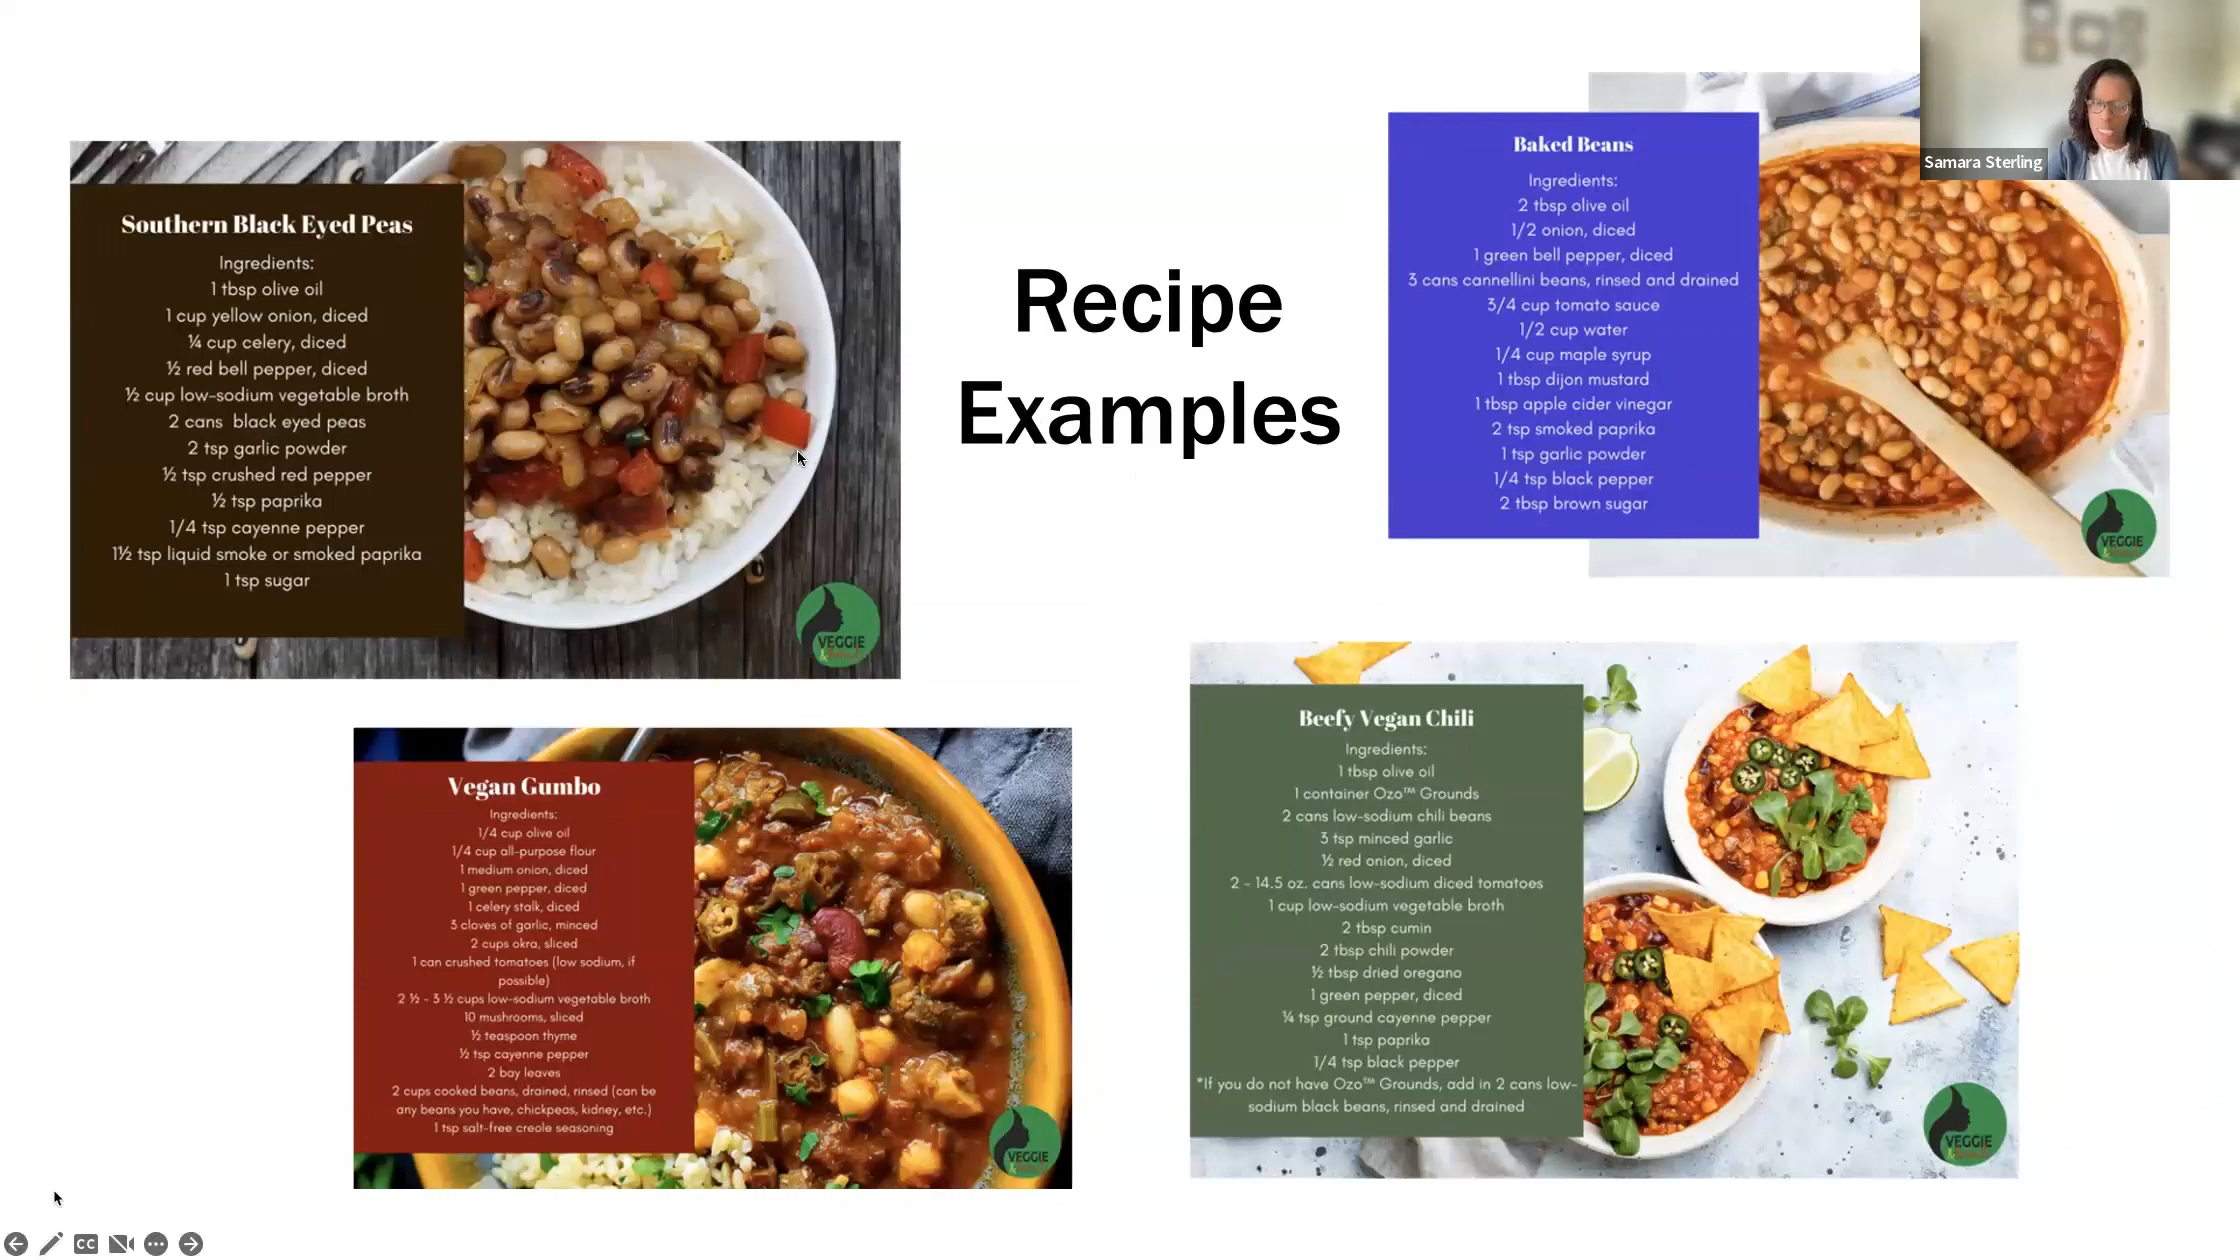 Southern Black Eyed Peas
Ingredients:
1 tbsp olive oil
1 cup yellow onion, diced
¼ cup celery, diced
½ red bell pepper, diced
½ cup low-sodium vegetable broth
2 cans black eyed peas
2 tsp garlic powder
½ tsp crushed red pepper
½ tsp paprika
1/4 tsp cayenne pepper
1½ tsp liquid smoke or smoked paprika
1 tsp sugar
VEGGIE
Recipe
Examples
Baked Beans
Ingredients:
2 tbsp olive oil
1/2 onion, diced
1 green bell pepper, diced
3 cans cannellini beans, rinsed and drained
3/4 cup tomato sauce
1/2 cup water
1/4 cup maple syrup
1 tbsp dijon mustard
1 tbsp apple cider vinegar
2 tsp smoked paprika
1 tsp garlic powder
1/4 tsp black pepper
2 tbsp brown sugar
VEGGIE
Samara Sterling
Vegan Gumbo
Ingredients:
1/4 cup olive oil
1/4 cup all-purpose flour
1 medium onion, diced
1 green pepper, diced
1 celery stalk, diced
3 cloves of garlic, minced
2 cups okra, sliced
1 can crushed tomatoes (low sodium, if
possible)
2 ½ - 3 ½ cups low-sodium vegetable broth
10 mushrooms, sliced
½ teaspoon thyme
½ tsp cayenne pepper
2 bay leaves
2 cups cooked beans, drained, rinsed (can be
any beans you have, chickpeas, kidney, etc.)
1 tsp salt-free creole seasoning
VEGGIE
Beefy Vegan Chili
Ingredients:
1 tbsp olive oil
1 container Ozo™ Grounds
2 cans low-sodium chili beans
3 tsp minced garlic
½ red onion, diced
2 - 14.5 oz. cans low-sodium diced tomatoes
1 cup low-sodium vegetable broth
2 tbsp cumin
2 tbsp chili powder
½ tbsp dried oregano
1 green pepper, diced
¼ tsp ground cayenne pepper
1 tsp paprika
1/4 tsp black pepper
*If you do not have Ozo™ Grounds, add in 2 cans low-
sodium black beans, rinsed and drained
VEGGIE
CC